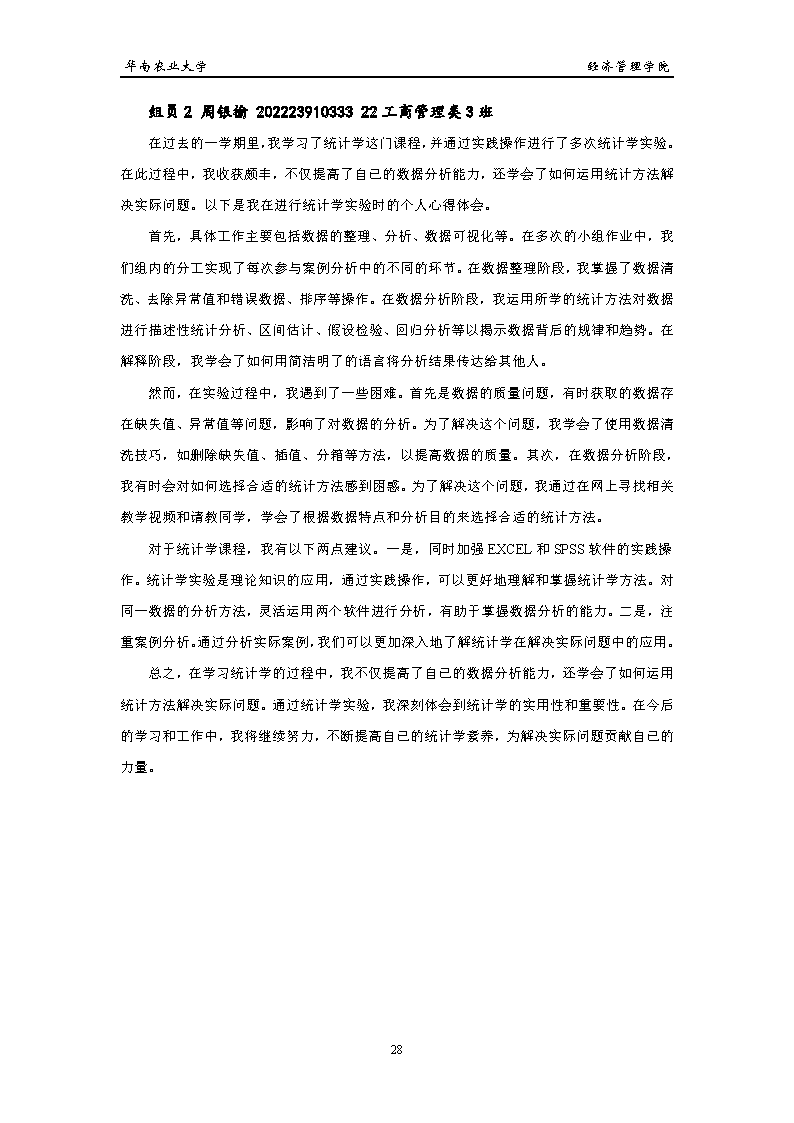 华南农业大学 经济管理学院
组员 2 周银榆 202223910333 22 工商管理类 3 班
在过去的一学期里，我学习了统计学这门课程，并通过实践操作进行了多次统计学实验。
在此过程中，我收获颇丰，不仅提高了自己的数据分析能力，还学会了如何运用统计方法解
决实际问题。以下是我在进行统计学实验时的个人心得体会。
首先，具体工作主要包括数据的整理、分析、数据可视化等。在多次的小组作业中，我
们组内的分工实现了每次参与案例分析中的不同的环节。在数据整理阶段，我掌握了数据清
洗、去除异常值和错误数据、排序等操作。在数据分析阶段，我运用所学的统计方法对数据
进行描述性统计分析、区间估计、假设检验、回归分析等以揭示数据背后的规律和趋势。在
解释阶段，我学会了如何用简洁明了的语言将分析结果传达给其他人。
然而，在实验过程中，我遇到了一些困难。首先是数据的质量问题，有时获取的数据存
在缺失值、异常值等问题，影响了对数据的分析。为了解决这个问题，我学会了使用数据清
洗技巧，如删除缺失值、插值、分箱等方法，以提高数据的质量。其次，在数据分析阶段，
我有时会对如何选择合适的统计方法感到困惑。为了解决这个问题，我通过在网上寻找相关
教学视频和请教同学，学会了根据数据特点和分析目的来选择合适的统计方法。
对于统计学课程，我有以下两点建议。一是，同时加强 EXCEL 和 SPSS 软件的实践操
作。统计学实验是理论知识的应用，通过实践操作，可以更好地理解和掌握统计学方法。对
同一数据的分析方法，灵活运用两个软件进行分析，有助于掌握数据分析的能力。二是，注
重案例分析。通过分析实际案例，我们可以更加深入地了解统计学在解决实际问题中的应用。
总之，在学习统计学的过程中，我不仅提高了自己的数据分析能力，还学会了如何运用
统计方法解决实际问题。通过统计学实验，我深刻体会到统计学的实用性和重要性。在今后
的学习和工作中，我将继续努力，不断提高自己的统计学素养，为解决实际问题贡献自己的
力量。
28